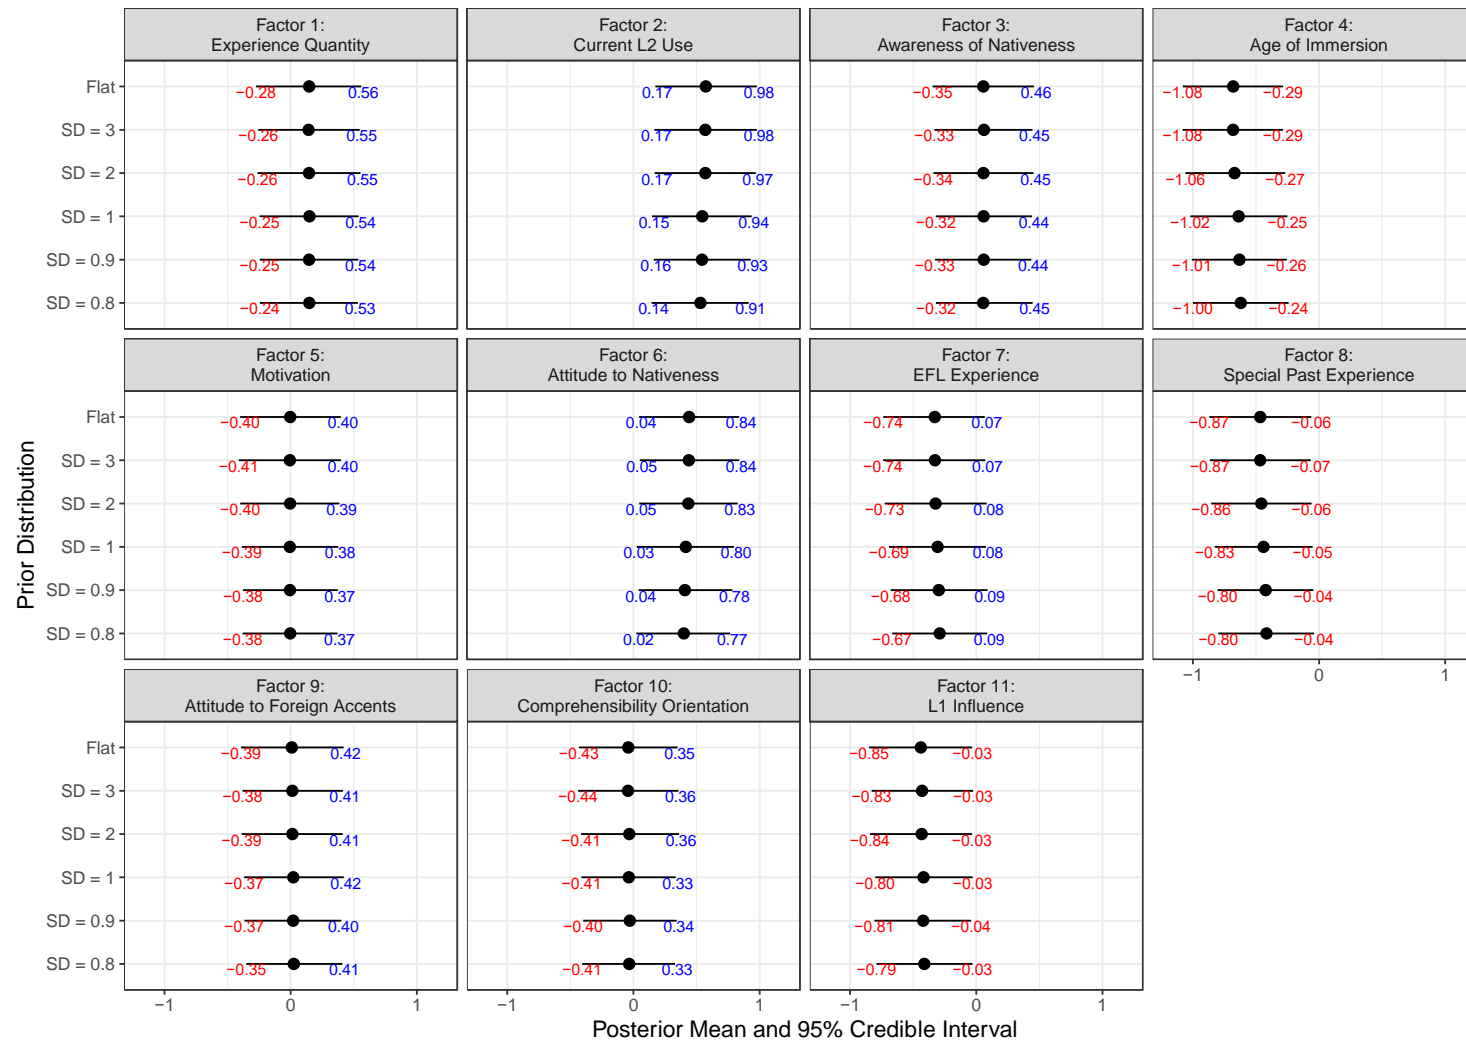 Factor 1:
Experience Quantity
Factor 2:
Current L2 Use
Factor 3:
Awareness of Nativeness
Factor 4:
Age of Immersion
Flat −0.28 0.56 0.17 0.98 −0.35 0.46 −1.08 −0.29
SD = 3 −0.26 0.55 0.17 0.98 −0.33 0.45 −1.08 −0.29
SD = 2 −0.26 0.55 0.17 0.97 −0.34 0.45 −1.06 −0.27
SD = 1 −0.25 0.54 0.15 0.94 −0.32 0.44 −1.02 −0.25
SD = 0.9 −0.25 0.54 0.16 0.93 −0.33 0.44 −1.01 −0.26
SD = 0.8 −0.24 0.53 0.14 0.91 −0.32 0.45 −1.00 −0.24
Factor 5:
Motivation
Factor 6:
Attitude to Nativeness
Factor 7:
EFL Experience
Factor 8:
Special Past Experience
Flat −0.40 0.40 0.04 0.84 −0.74 0.07 −0.87 −0.06
SD = 3 −0.41 0.40 0.05 0.84 −0.74 0.07 −0.87 −0.07
SD = 2 −0.40 0.39 0.05 0.83 −0.73 0.08 −0.86 −0.06
SD = 1 −0.39 0.38 0.03 0.80 −0.69 0.08 −0.83 −0.05
SD = 0.9 −0.38 0.37 0.04 0.78 −0.68 0.09 −0.80 −0.04
SD = 0.8 −0.38 0.37 0.02 0.77 −0.67 0.09 −0.80 −0.04
−1 0 1
Factor 9:
Attitude to Foreign Accents
Factor 10:
Comprehensibility Orientation
Factor 11:
L1 Influence
Flat −0.39 0.42 −0.43 0.35 −0.85 −0.03
SD = 3 −0.38 0.41 −0.44 0.36 −0.83 −0.03
SD = 2 −0.39 0.41 −0.41 0.36 −0.84 −0.03
SD = 1 −0.37 0.42 −0.41 0.33 −0.80 −0.03
SD = 0.9 −0.37 0.40 −0.40 0.34 −0.81 −0.04
SD = 0.8 −0.35 0.41 −0.41 0.33 −0.79 −0.03
−1 0 1 −1 0 1 −1 0 1
Posterior Mean and 95% Credible Interval
Prior Distribution